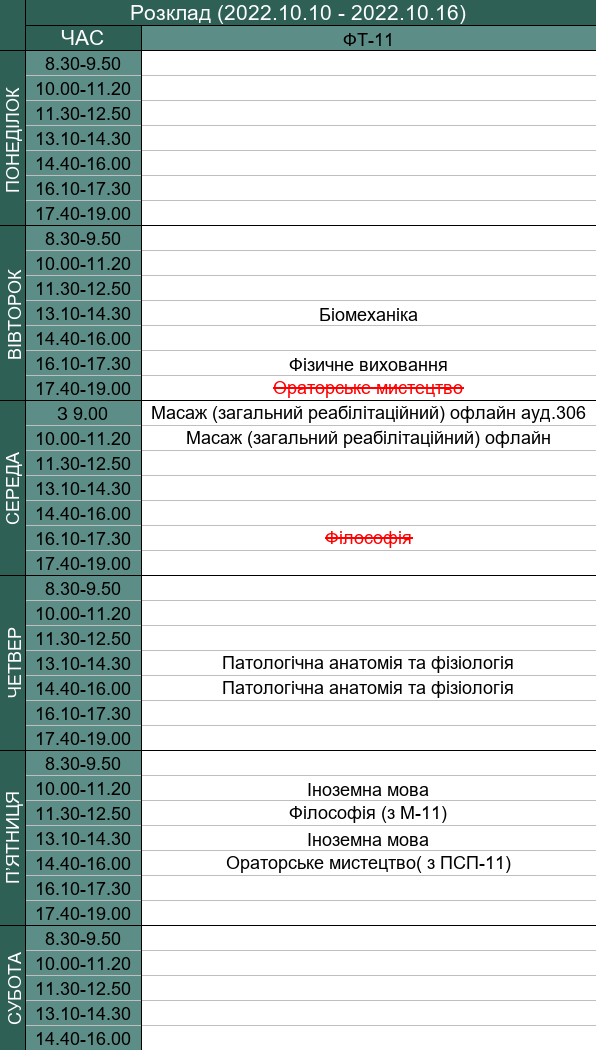 Розклад (2022.10.10 - 2022.10.16)
ЧАС ФТ-11
ПОНЕДІЛОК
8.30-9.50
10.00-11.20
11.30-12.50
13.10-14.30
14.40-16.00
16.10-17.30
17.40-19.00
ВІВТОРОК
8.30-9.50
10.00-11.20
11.30-12.50
13.10-14.30 Біомеханіка
14.40-16.00
16.10-17.30 Фізичне виховання
17.40-19.00 Ораторське мистецтво
СЕРЕДА
З 9.00 Масаж (загальний реабілітаційний) офлайн ауд.306
10.00-11.20 Масаж (загальний реабілітаційний) офлайн
11.30-12.50
13.10-14.30
14.40-16.00
16.10-17.30 Філософія
17.40-19.00
ЧЕТВЕР
8.30-9.50
10.00-11.20
11.30-12.50
13.10-14.30 Патологічна анатомія та фізіологія
14.40-16.00 Патологічна анатомія та фізіологія
16.10-17.30
17.40-19.00
П'ЯТНИЦЯ
8.30-9.50
10.00-11.20 Іноземна мова
11.30-12.50 Філософія (з М-11)
13.10-14.30 Іноземна мова
14.40-16.00 Ораторське мистецтво( з ПСП-11)
16.10-17.30
17.40-19.00
СУБОТА
8.30-9.50
10.00-11.20
11.30-12.50
13.10-14.30
14.40-16.00